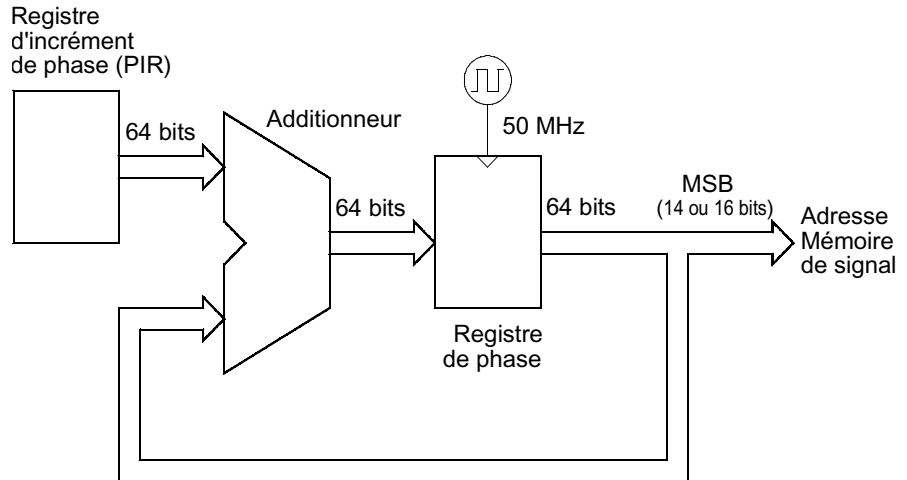 Registre
d'incrément
de phase (PIR)
64 bits
Additionneur
50 MHz
64 bits
64 bits
MSB
(14 ou 16 bits)
Adresse
Mémoire
de signal
Registre
de phase